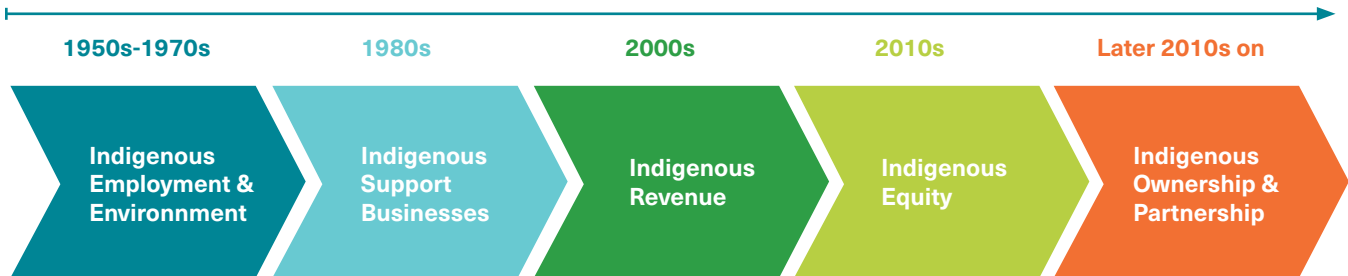 1950s-1970s
1980s
2000s
2010s
Later 2010s on
Indigenous
Employment &
Environnment
Indigenous
Support
Businesses
Indigenous
Revenue
Indigenous
Equity
Indigenous
Ownership &
Partnership